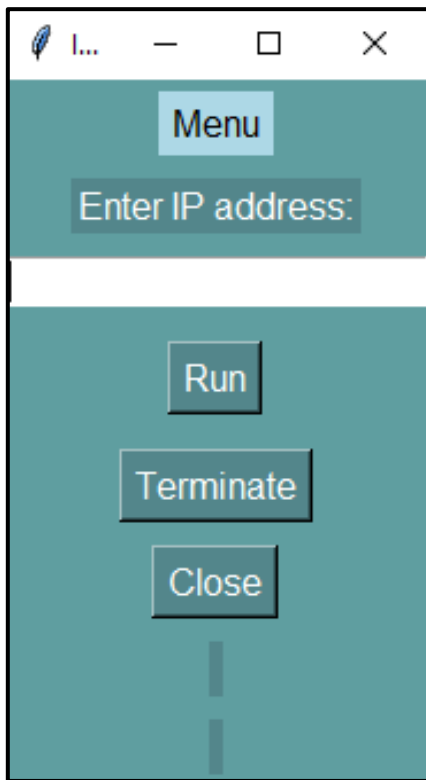 I...
Menu
Enter IP address:
Run
Terminate
Close